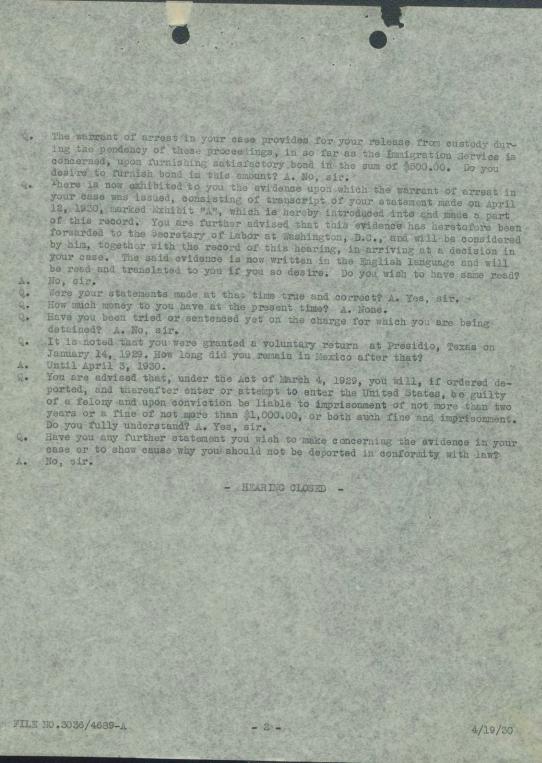 Q. The warrant of arrest in your case provides for your release from custody dur-
ing the pendency of these proceedings, in so far as the Immigration Service is
concerned, upon furnishing satisfactory bond in the sum of $500.00. Do you
desire to furnish bond in this amount? A. No, sir.
Q. There is now exhibited to you the evidence upon which the warrant of arrest in
your case was issued, consisting of transcript of your statement made on April
12, 1930, marked Exhibit "A", which is hereby introduced into and made a part
of this record. You are further advised that this evidence has heretofore been
forwarded to the Secretary of Labor at Washington, D.C., and will be considered
by him, together with the record of this hearing, in arriving at a decision in
your case. The said evidence is now written in the English language and will
be read and translated to you if you so desire. Do you wish to have same read?
A. No, sir.
Q. Were your statements made at that time true and correct? A. Yes, sir.
Q. How much money to you have at the present time? A. None.
Q. Have you been tried or sentenced yet on the charge for which you are being
detained? A. No, sir.
Q. It is noted that you were granted a voluntary return at Presidio, Texas on
January 14, 1929. How long did you remain in Mexico after that?
A. Until April 3, 1930.
Q. You are advised that, under the Act of March 4, 1929, you will, if ordered de-
ported, and thereafter enter or attempt to enter the United States, be guilty
of a felony and upon conviction be liable to imprisonment of not more than two
years or a fine of not more than $1,000.00, or both such fine and imprisonment.
Do you fully understand? A. Yes, sir.
Q. Have you any further statement you wish to make concerning the evidence in your
case or to show cause why you should not be deported in conformity with law?
A. No, sir.
- HEARING CLOSED -
FILE NO.3036/4689-A - 2 - 4/19/30